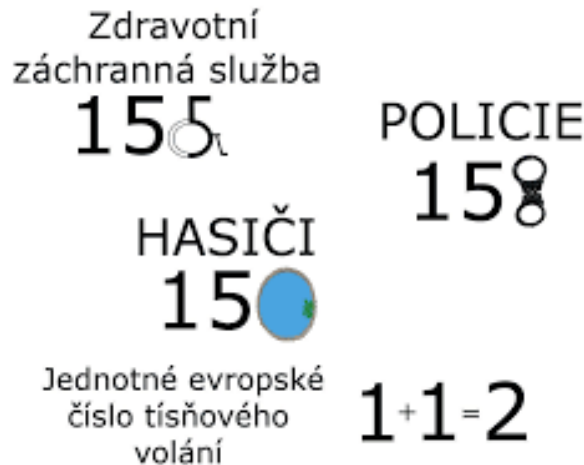 Zdravotní
záchranná služba
155
POLICIE
158
HASIČI
150
Jednotné evropské
číslo tísňového
volání
1+1=2